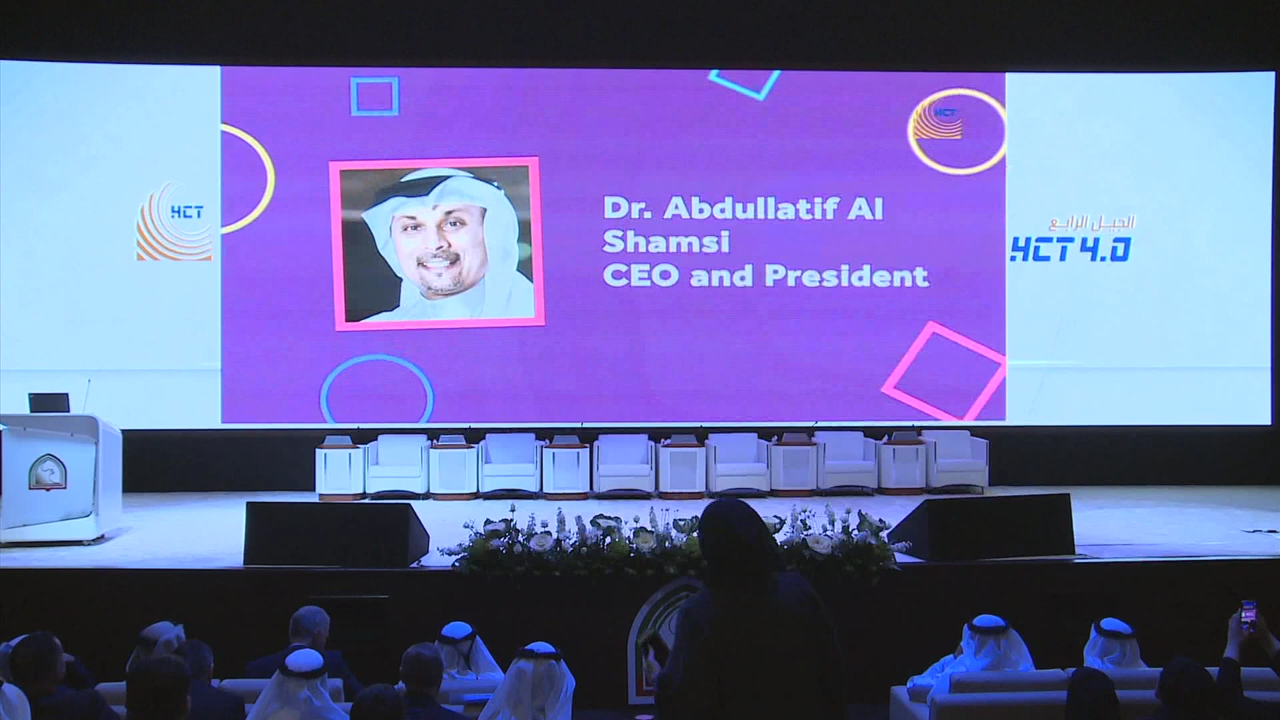 HCT
HCT
Dr. Abdullatif Al
Shamsi
CEO and President
الجيل الرابع
HCT 4.0